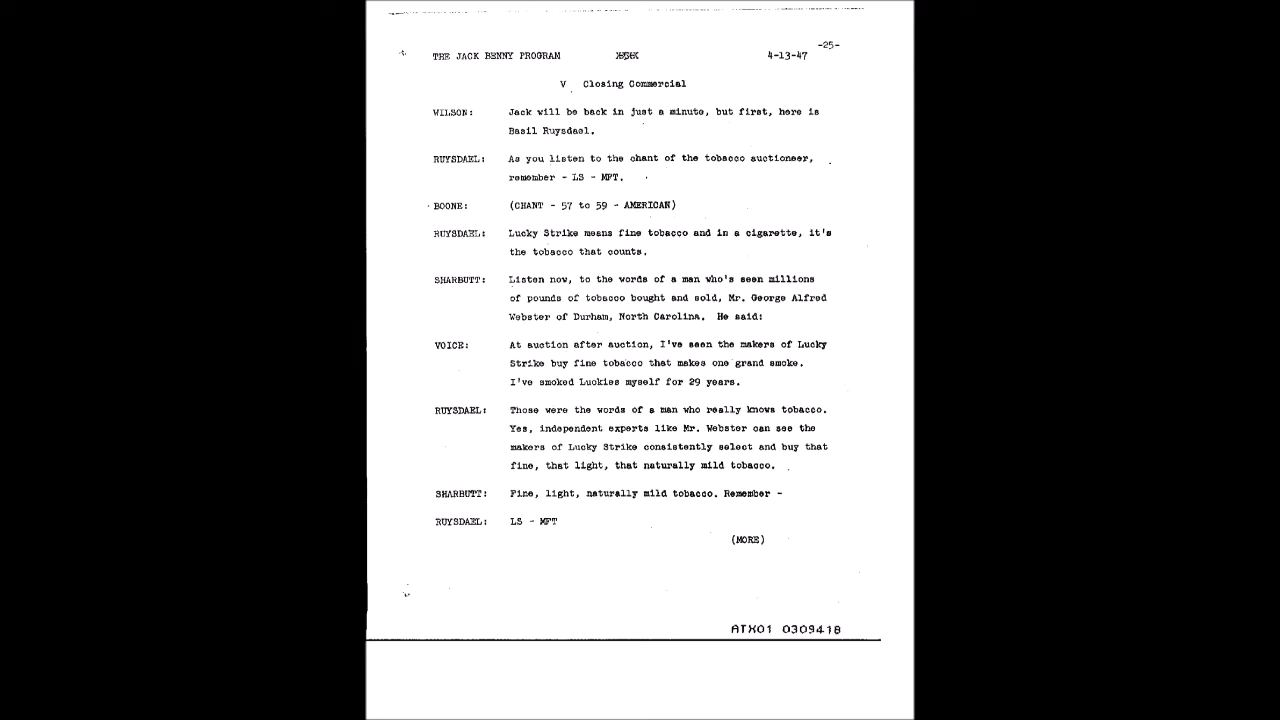 -25-
THE JACK BENNY PROGRAM 4-13-47
V Closing Commercial
WILSON: Jack will be back in just a minute, but first, here is
Basil Ruysdael.
RUYSDAEL: As you listen to the chant of the tobacco auctioneer,
remember - LS - MFT.
BOONE: (CHANT - 57 to 59 - AMERICAN)
RUYSDAEL: Lucky Strike means fine tobacco and in a cigarette, it's
the tobacco that counts.
SHARBUTT: Listen now, to the words of a man who's seen millions
of pounds of tobacco bought and sold, Mr. George Alfred
Webster of Durham, North Carolina. He said:
VOICE: At auction after auction, I've seen the makers of Lucky
Strike buy fine tobacco that makes one grand smoke.
I've smoked Luckies myself for 29 years.
RUYSDAEL: Those were the words of a man who really knows tobacco.
Yes, independent experts like Mr. Webster can see the
makers of Lucky Strike consistently select and buy that
fine, that light, that naturally mild tobacco.
SHARBUTT: Fine, light, naturally mild tobacco. Remember -
RUYSDAEL: LS - MFT
(MORE)
ATX01 0309418